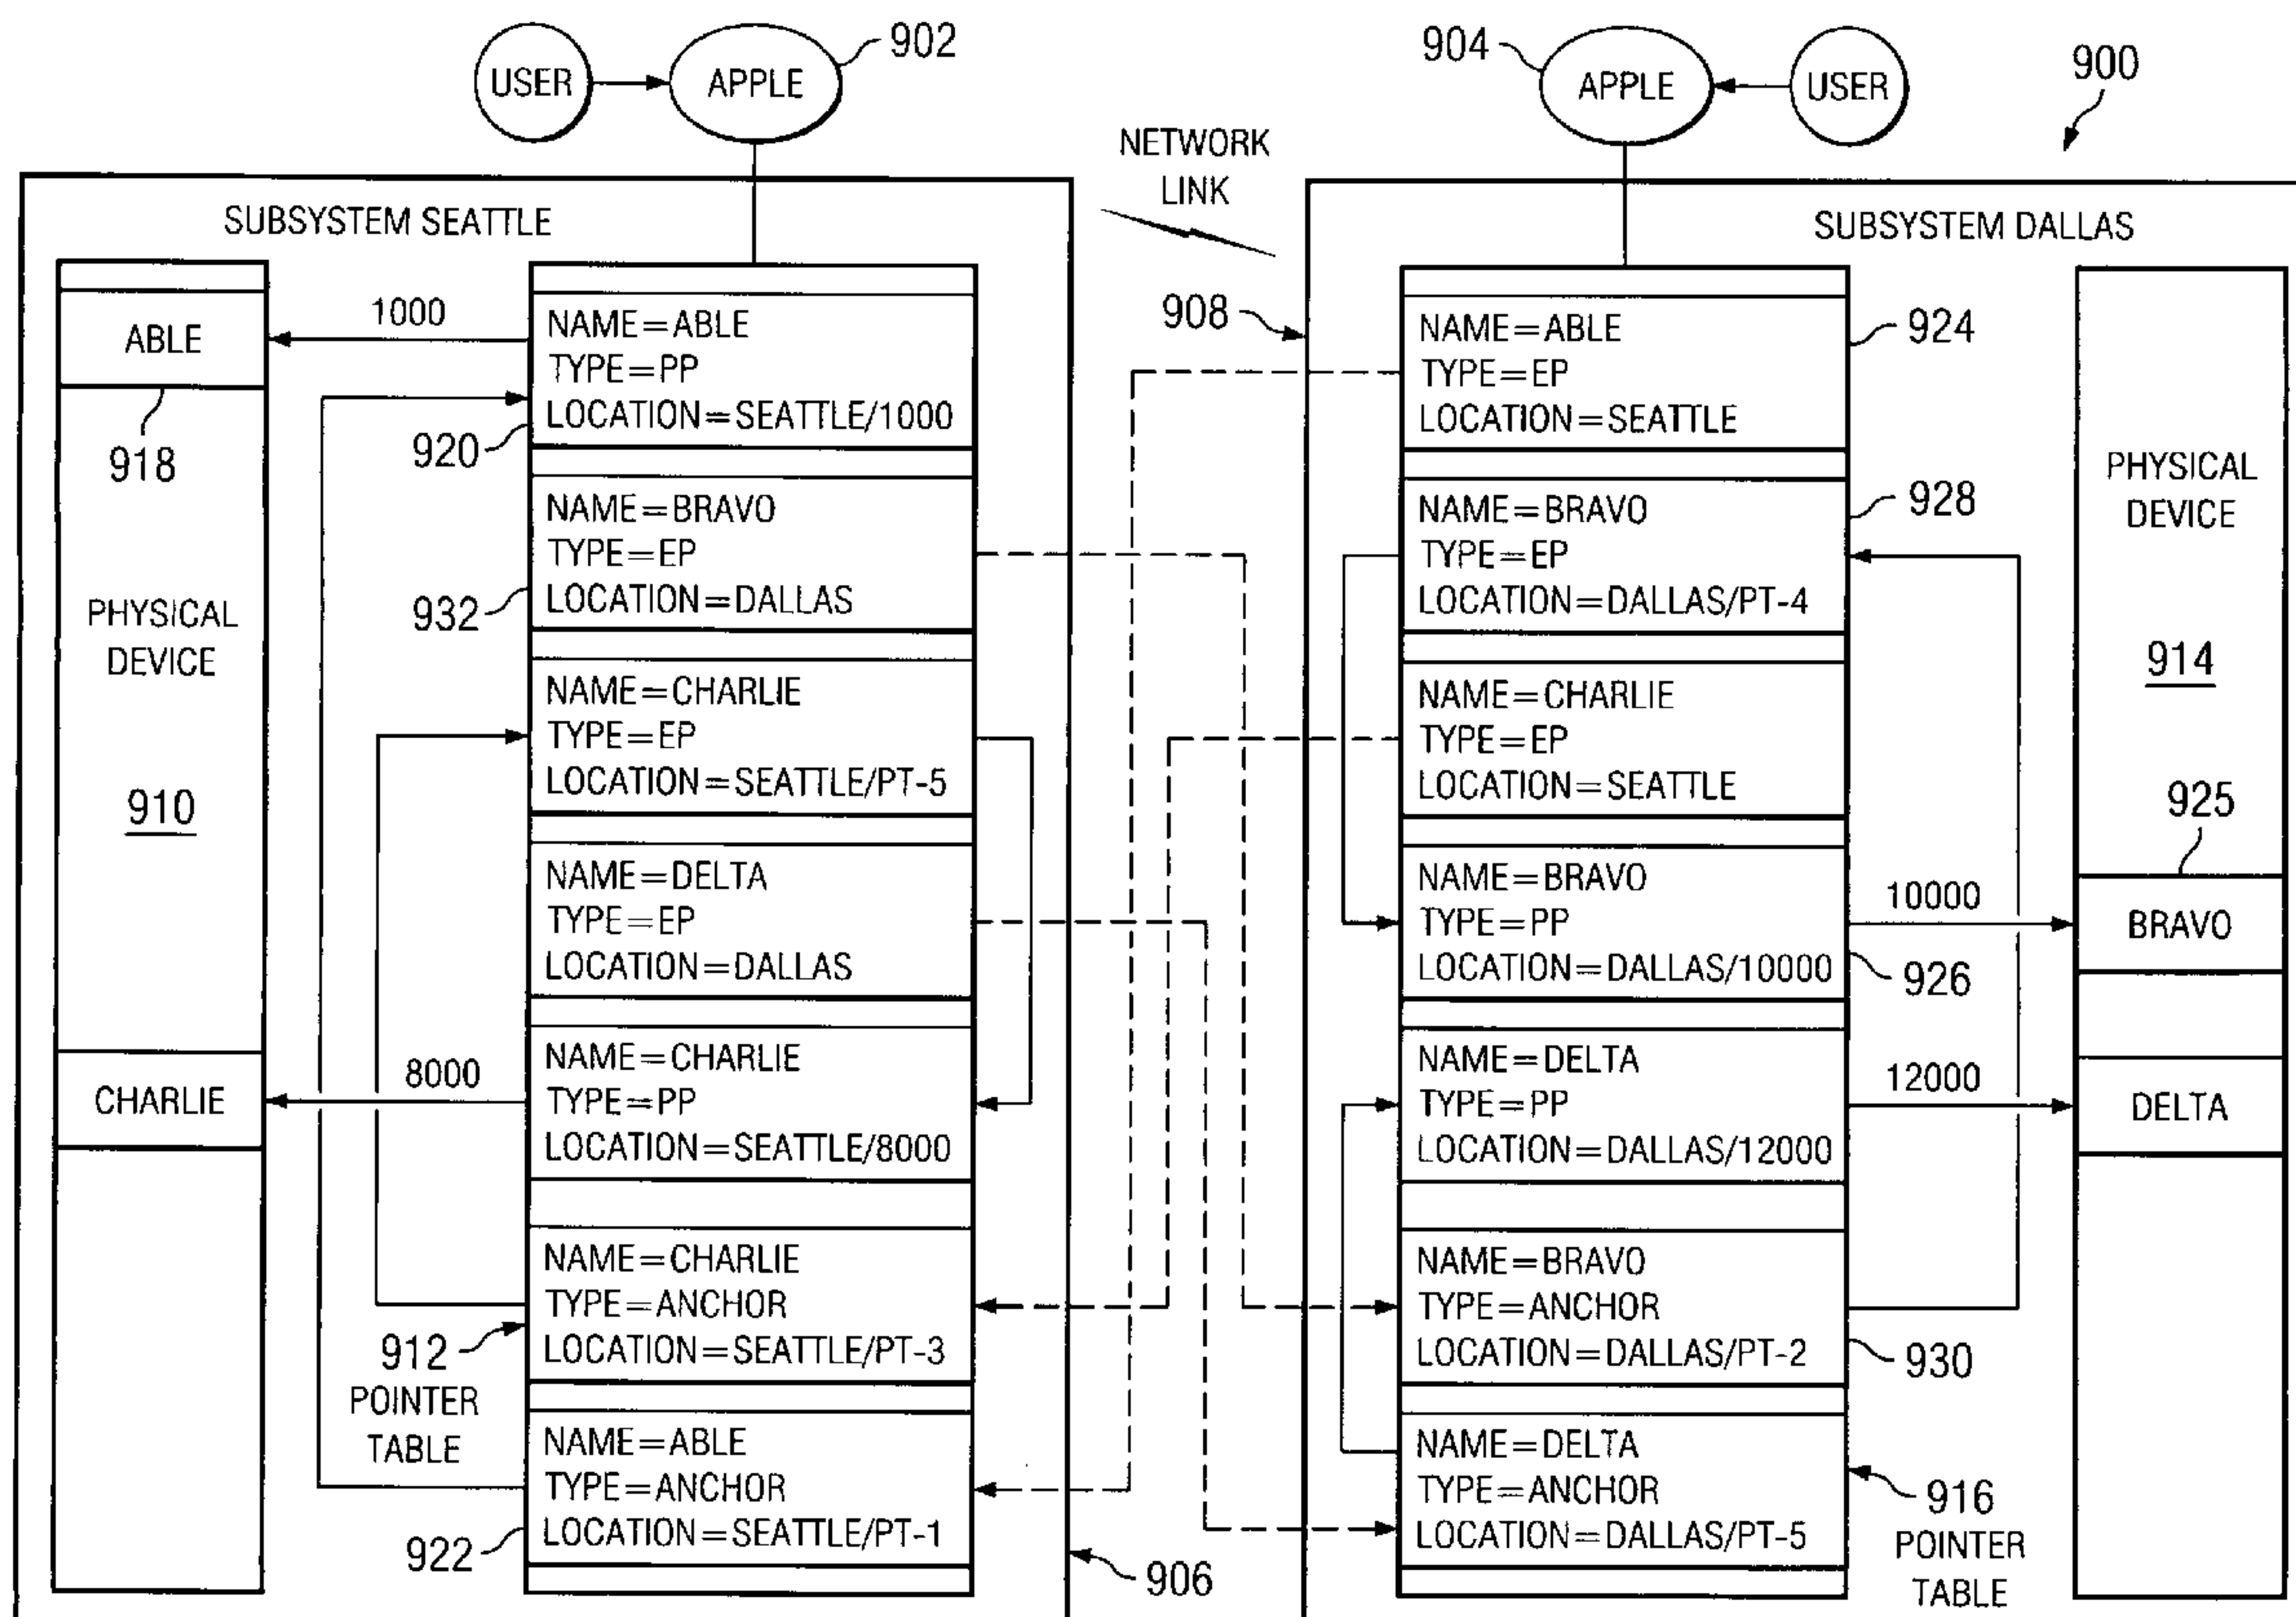 USER
APPLE
902
904
APPLE
USER
900
NETWORK
LINK
SUBSYSTEM SEATTLE
ABLE
918
PHYSICAL
DEVICE
910
CHARLIE
1000
8000
NAME=ABLE
TYPE=PP
LOCATION=SEATTLE/1000
920
NAME=BRAVO
TYPE=EP
LOCATION=DALLAS
932
NAME=CHARLIE
TYPE=EP
LOCATION=SEATTLE/PT-5
NAME=DELTA
TYPE=EP
LOCATION=DALLAS
NAME=CHARLIE
TYPE=PP
LOCATION=SEATTLE/8000
NAME=CHARLIE
TYPE=ANCHOR
LOCATION=SEATTLE/PT-3
912
POINTER
TABLE
NAME=ABLE
TYPE=ANCHOR
LOCATION=SEATTLE/PT-1
922
906
908
SUBSYSTEM DALLAS
NAME=ABLE
TYPE=EP
LOCATION=SEATTLE
924
NAME=BRAVO
TYPE=EP
LOCATION=DALLAS/PT-4
928
NAME=CHARLIE
TYPE=EP
LOCATION=SEATTLE
NAME=BRAVO
TYPE=PP
LOCATION=DALLAS/10000
926
NAME=DELTA
TYPE=PP
LOCATION=DALLAS/12000
NAME=BRAVO
TYPE=ANCHOR
LOCATION=DALLAS/PT-2
930
NAME=DELTA
TYPE=ANCHOR
LOCATION=DALLAS/PT-5
916
POINTER
TABLE
10000
12000
PHYSICAL
DEVICE
914
925
BRAVO
DELTA